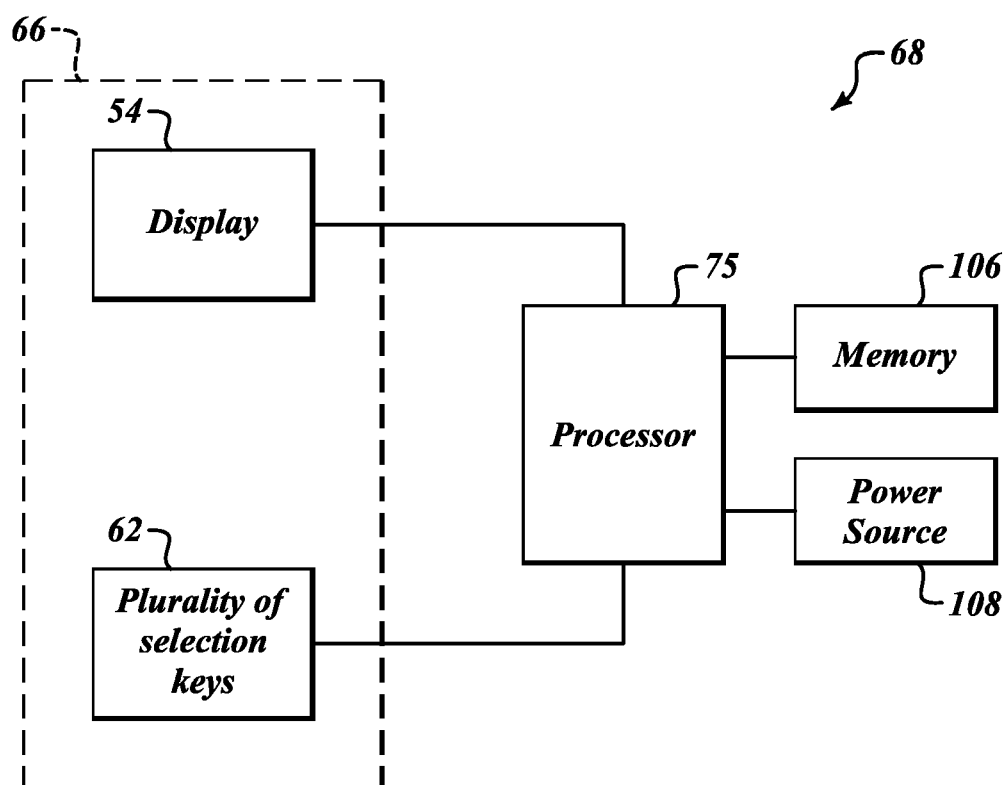 66
68
54
Display
75
106
Processor
Memory
Power
Source
108
62
Plurality of
selection
keys